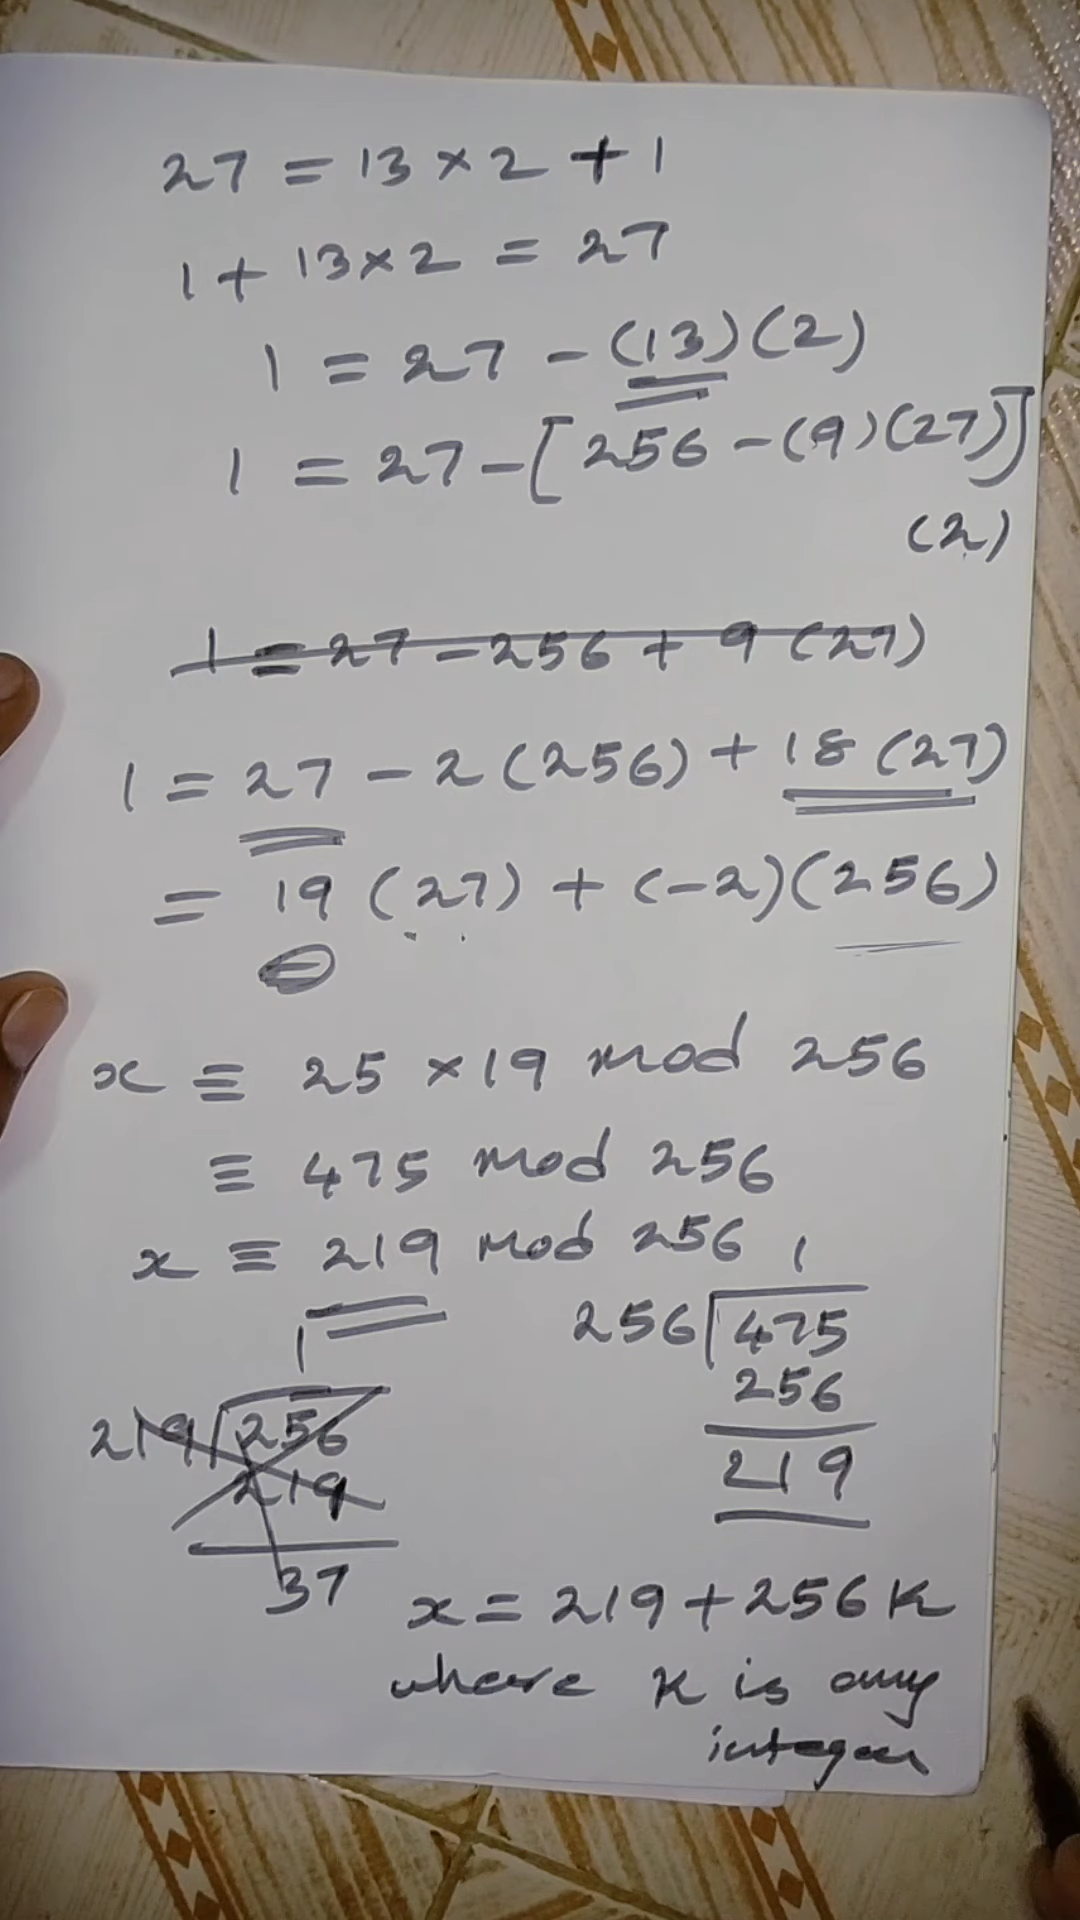 27 = 13 × 2 + 1
1 + 13×2 = 27
1 = 27 - (13)(2)
1 = 27 - [256 - (9)(27)]
(2)
1 = 27 - 256 + 9 (27)
1 = 27 - 2 (256) + 18 (27)
= 19 (27) + (-2)(256)
x ≡ 25 × 19 mod 256
≡ 475 mod 256
x ≡ 219 mod 256
1
219 256
219
37
1
256 475
256
219
x = 219 + 256 K
where K is any
integer